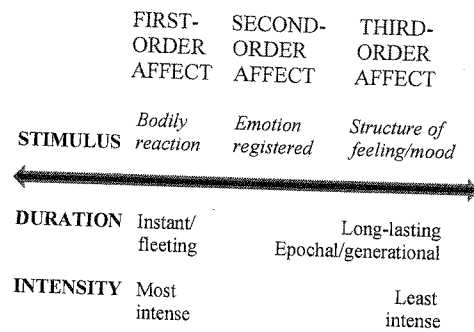 FIRST- SECOND- THIRD-
ORDER ORDER ORDER
AFFECT AFFECT AFFECT
Bodily Emotion Structure of
STIMULUS reaction registered feeling/mood
DURATION Instant/ Long-lasting
fleeting Epochal/generational
INTENSITY Most Least
intense intense